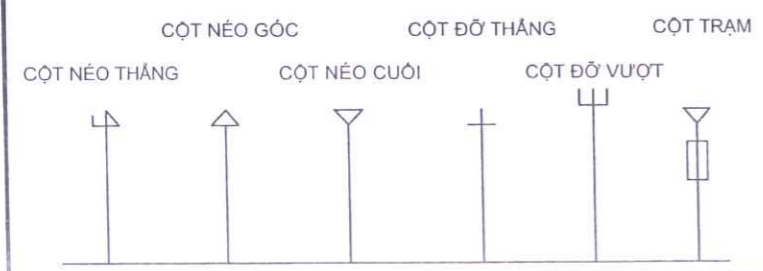 CỘT NÉO GÓC CỘT ĐỠ THẲNG CỘT TRẠM
CỘT NÉO THẲNG CỘT NÉO CUỐI CỘT ĐỠ VƯỢT